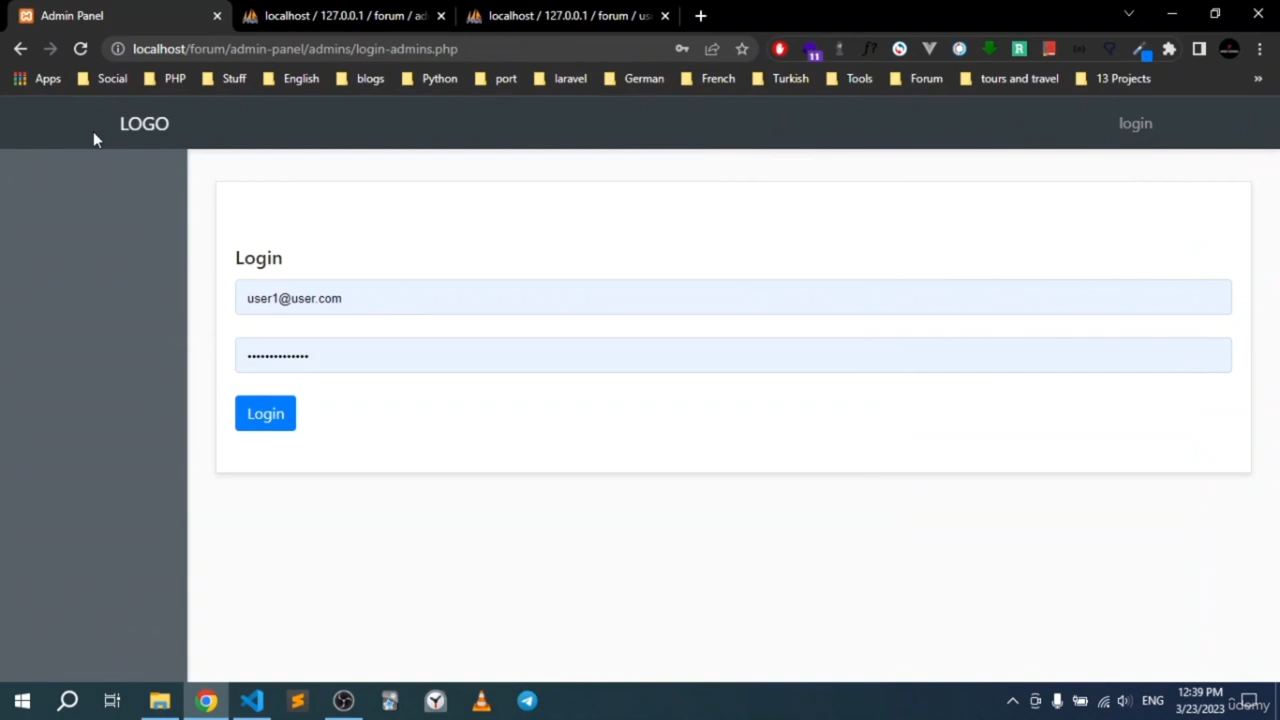 Admin Panel
localhost / 127.0.0.1 / forum / ad
localhost / 127.0.0.1 / forum / us
localhost/forum/admin-panel/admins/login-admins.php
11
Apps Social PHP Stuff English blogs Python port laravel German French Turkish Tools Forum tours and travel 13 Projects »
LOGO
login
Login
user1@user.com
••••••••••••••
Login
ENG
12:39 PM
3/23/2023
ûdemy